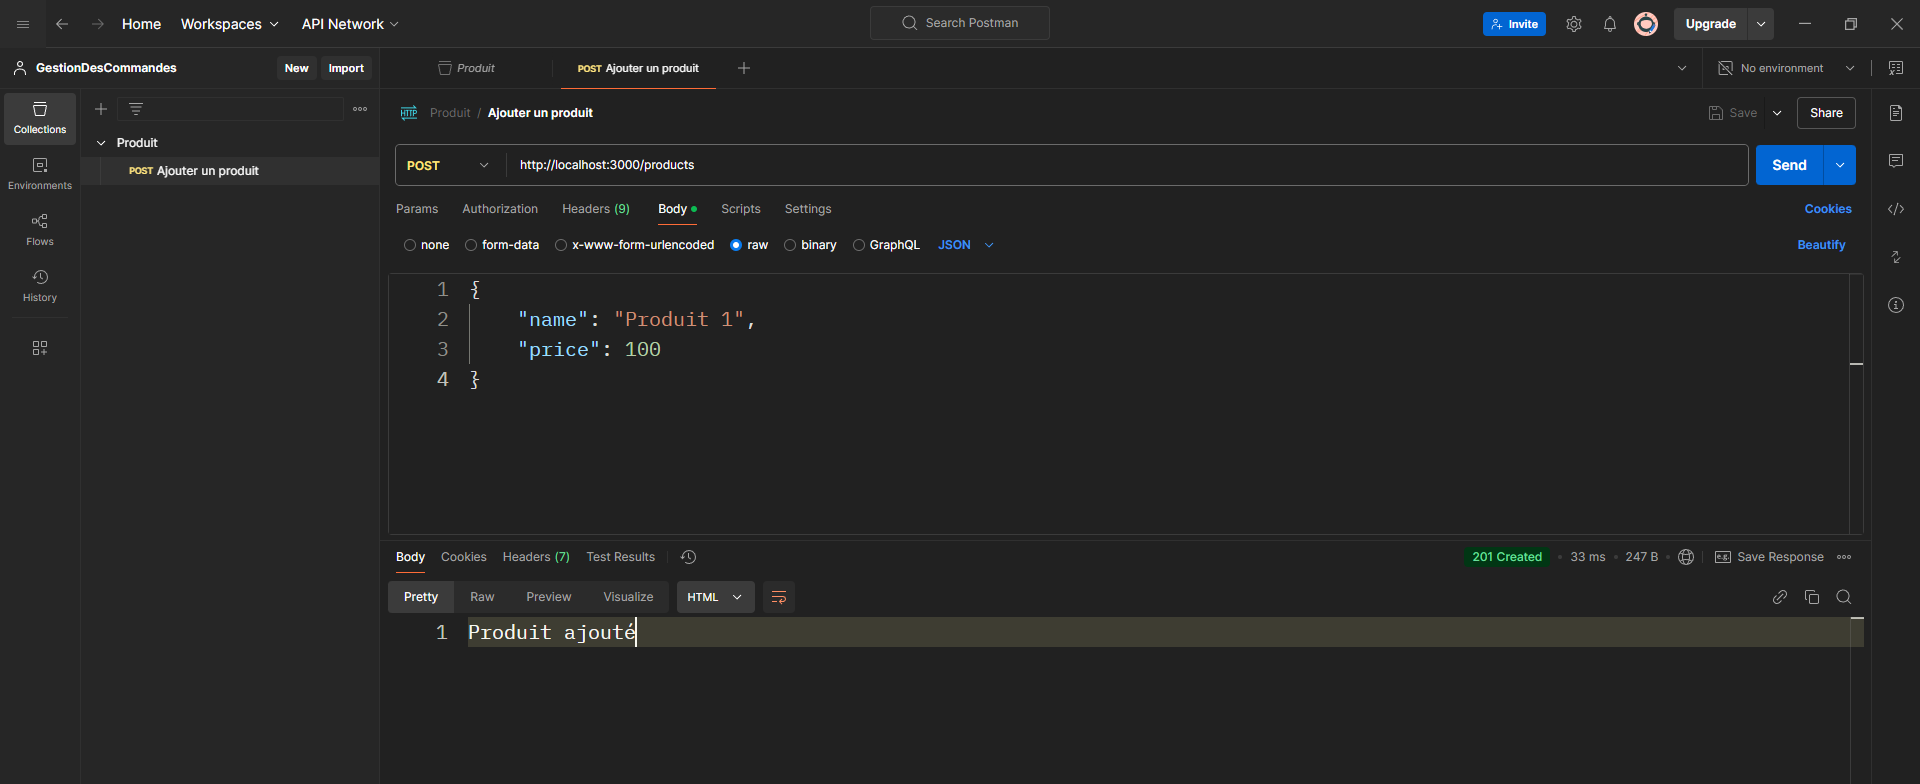 Home Workspaces API Network Search Postman Invite Upgrade
GestionDesCommandes New Import Produit POST Ajouter un produit No environment
Collections
Environments
Flows
History
Produit
POST Ajouter un produit
HTTP Produit / Ajouter un produit Save Share
POST http://localhost:3000/products Send
Params Authorization Headers (9) Body Scripts Settings Cookies
none form-data x-www-form-urlencoded raw binary GraphQL JSON Beautify
1 {
2 "name": "Produit 1",
3 "price": 100
4 }
Body Cookies Headers (7) Test Results 201 Created • 33 ms • 247 B • e.g. Save Response
Pretty Raw Preview Visualize HTML
1 Produit ajouté